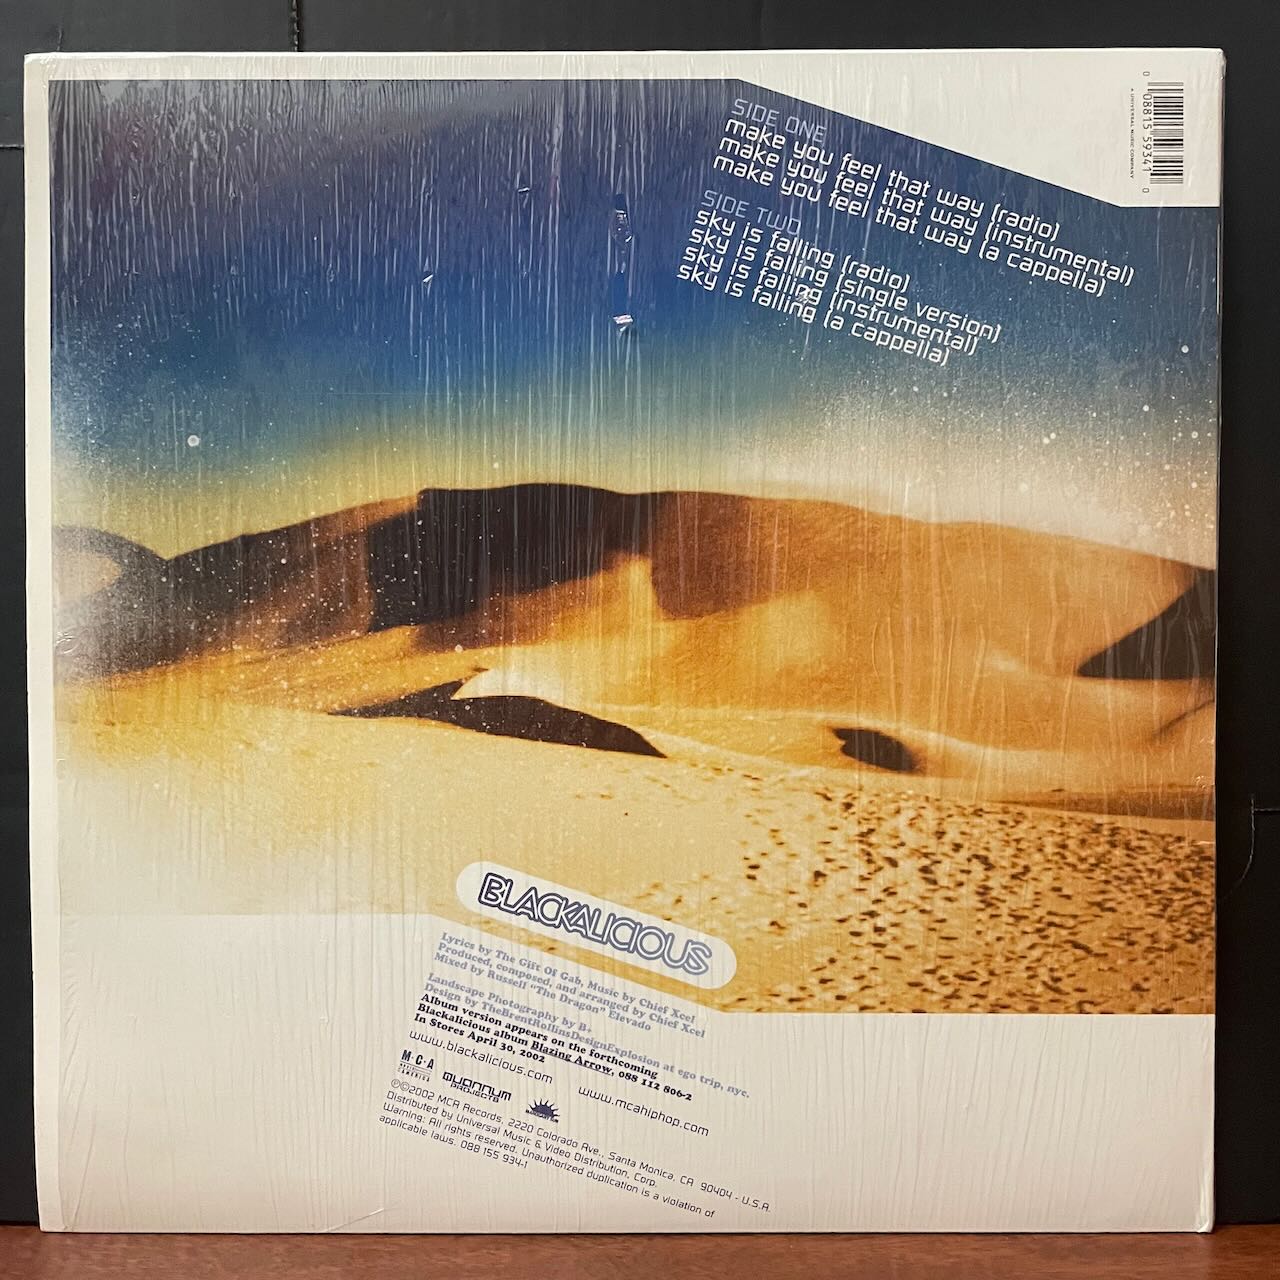 SIDE ONE
make you feel that way (radio)
make you feel that way (instrumental)
make you feel that way (a cappella)
SIDE TWO
sky is falling (radio)
sky is falling (single version)
sky is falling (instrumental)
sky is falling (a cappella)
0 08815 59341 0
A UNIVERSAL MUSIC COMPANY
BLACKALICIOUS
Lyrics by The Gift Of Gab, Music by Chief Xcel
Produced, composed, and arranged by Chief Xcel
Mixed by Russell "The Dragon" Elevado
Landscape Photography by B+
Design by TheBrentRollinsDesignExplosion at ego trip, nyc.
Album version appears on the forthcoming
Blackalicious album Blazing Arrow, 088 112 806-2
In Stores April 30, 2002
www.blackalicious.com www.mcahiphop.com
M·C·A
AMERICA
QUANNUM
PROJECTS
℗©2002 MCA Records, 2220 Colorado Ave., Santa Monica, CA 90404 - U.S.A.
Distributed by Universal Music & Video Distribution, Corp.
Warning: All rights reserved. Unauthorized duplication is a violation of
applicable laws. 088 155 934-1